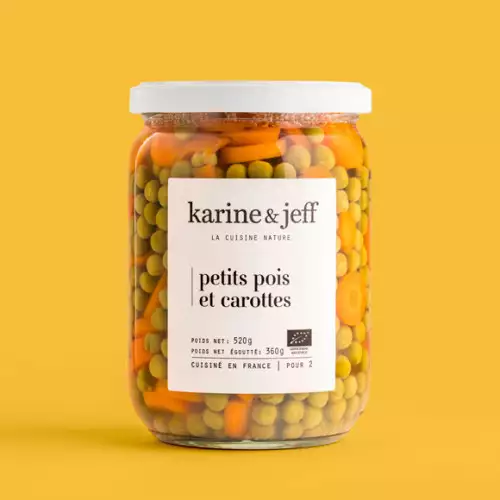 karine & jeff
LA CUISINE NATURE
petits pois
et carottes
POIDS NET: 520g
POIDS NET ÉGOUTTÉ: 360g
CUISINÉ EN FRANCE | POUR 2